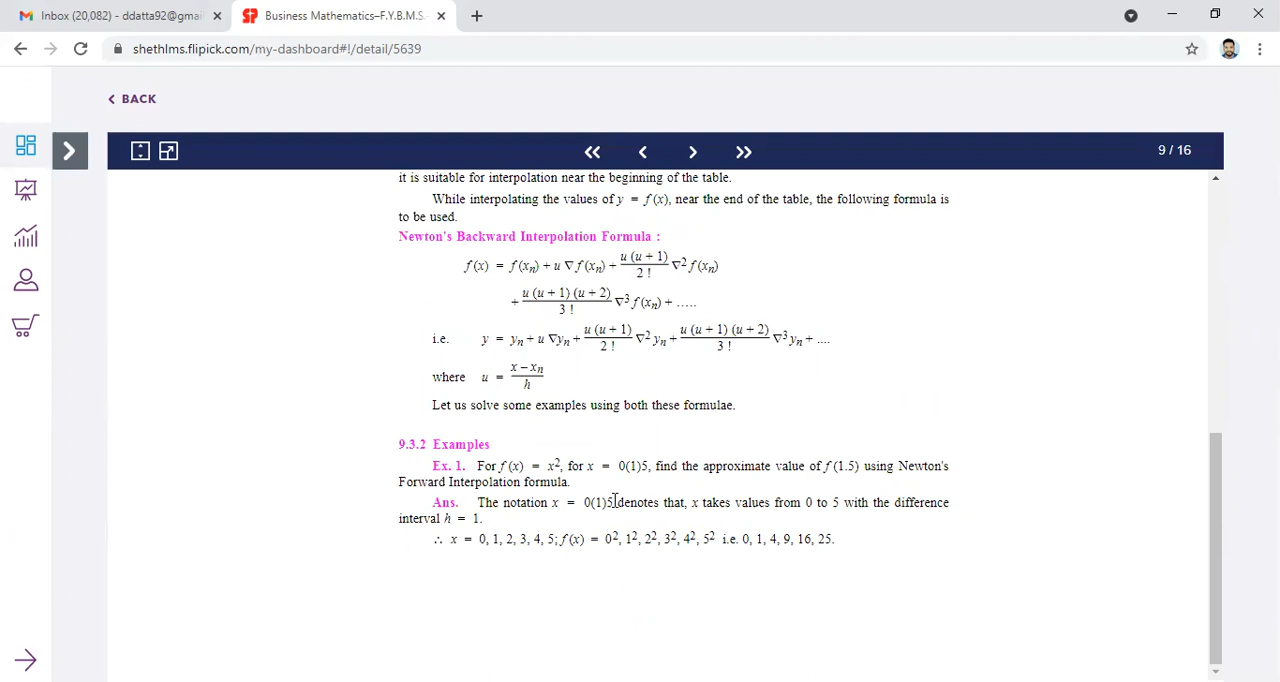 Inbox (20,082) - ddatta92@gma
Business Mathematics–F.Y.B.M.S.-
shethlms.flipick.com/my-dashboard#!/detail/5639
BACK
9 / 16
it is suitable for interpolation near the beginning of the table.
While interpolating the values of y = f (x), near the end of the table, the following formula is
to be used.
Newton's Backward Interpolation Formula :
f (x) = f (xₙ) + u ∇ f (xₙ) + u (u + 1)/2 ! ∇² f (xₙ)
+ u (u + 1) (u + 2)/3 ! ∇³ f (xₙ) + .....
i.e. y = yₙ + u ∇yₙ + u (u + 1)/2 ! ∇² yₙ + u (u + 1) (u + 2)/3 ! ∇³ yₙ + ....
where u = x – xₙ/h
Let us solve some examples using both these formulae.
9.3.2 Examples
Ex. 1. For f (x) = x², for x = 0(1)5, find the approximate value of f (1.5) using Newton's
Forward Interpolation formula.
Ans. The notation x = 0(1)5 denotes that, x takes values from 0 to 5 with the difference
interval h = 1.
∴ x = 0, 1, 2, 3, 4, 5; f (x) = 0², 1², 2², 3², 4², 5² i.e. 0, 1, 4, 9, 16, 25.